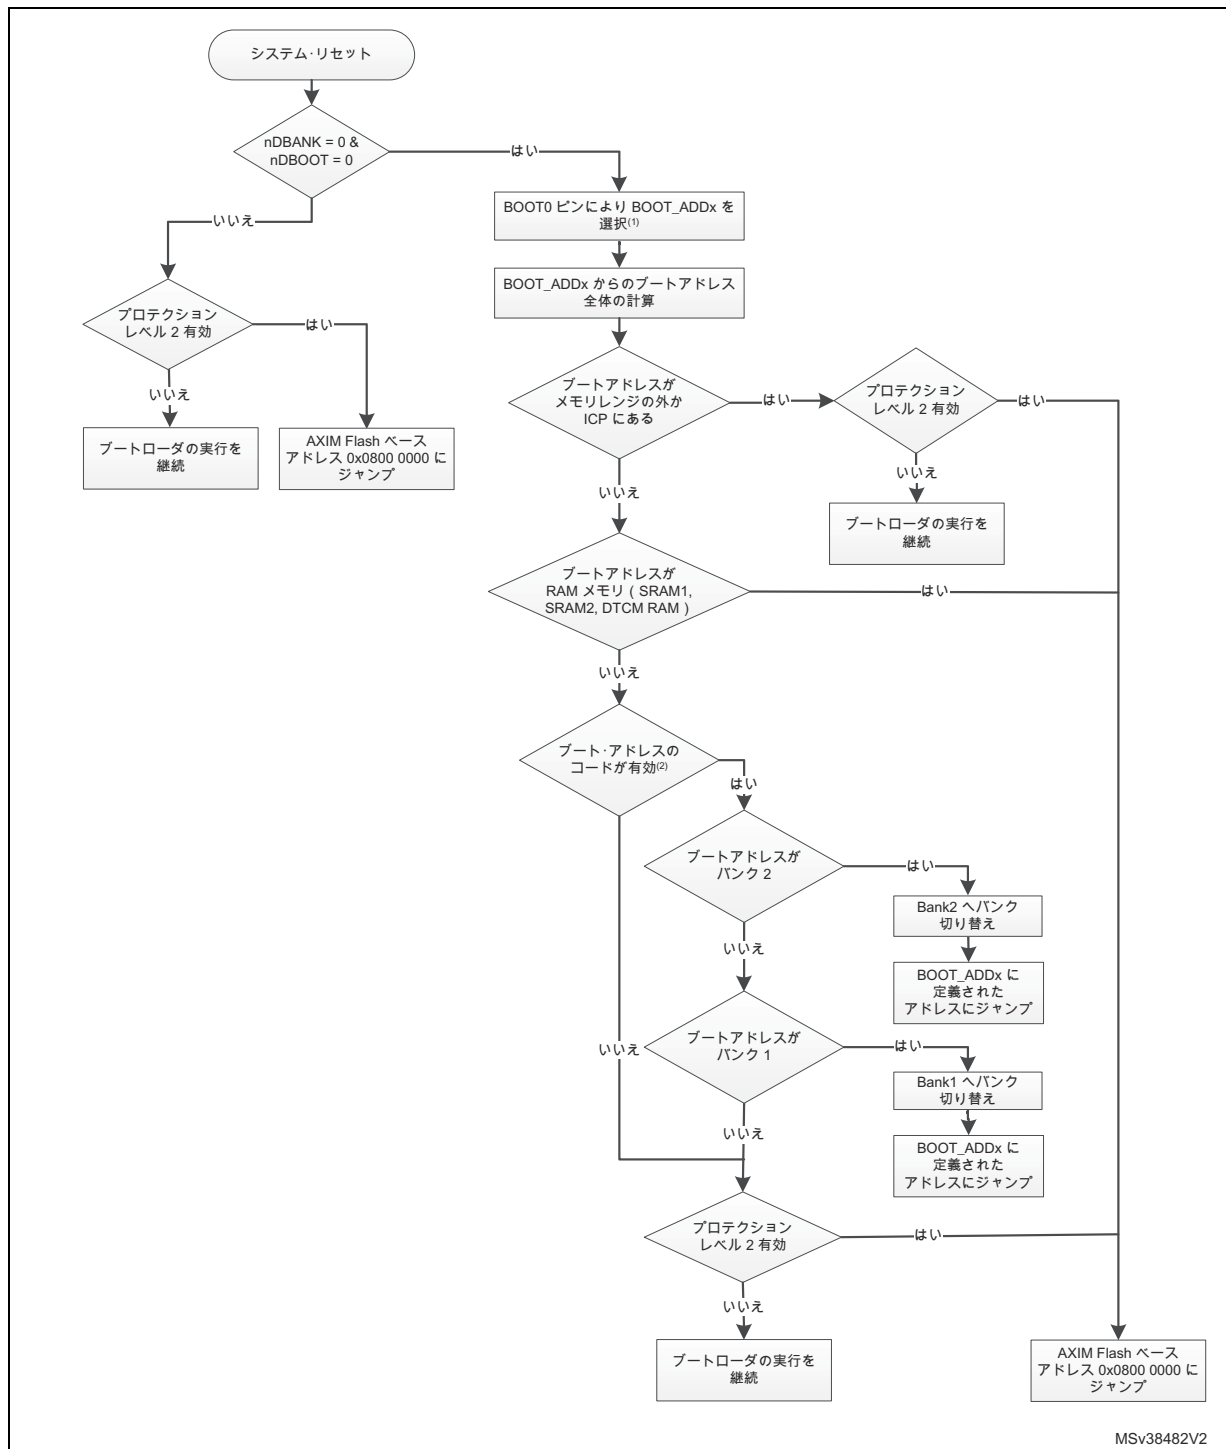 システム・リセット
nDBANK = 0 &
nDBOOT = 0
はい
いいえ
BOOT0 ピンにより BOOT_ADDx を
選択(1)
BOOT_ADDx からのブートアドレス
全体の計算
プロテクション
レベル 2 有効
はい
いいえ
ブートローダの実行を
継続
AXIM Flash ベース
アドレス 0x0800 0000 に
ジャンプ
ブートアドレスが
メモリレンジの外か
ICP にある
はい
プロテクション
レベル 2 有効
はい
いいえ
ブートローダの実行を
継続
いいえ
ブートアドレスが
RAM メモリ ( SRAM1,
SRAM2, DTCM RAM )
はい
いいえ
ブート・アドレスの
コードが有効(2)
はい
ブートアドレスが
バンク 2
はい
Bank2 へバンク
切り替え
BOOT_ADDx に
定義された
アドレスにジャンプ
いいえ
ブートアドレスが
バンク 1
はい
いいえ
Bank1 へバンク
切り替え
BOOT_ADDx に
定義された
アドレスにジャンプ
いいえ
プロテクション
レベル 2 有効
はい
いいえ
ブートローダの実行を
継続
AXIM Flash ベース
アドレス 0x0800 0000 に
ジャンプ
MSv38482V2